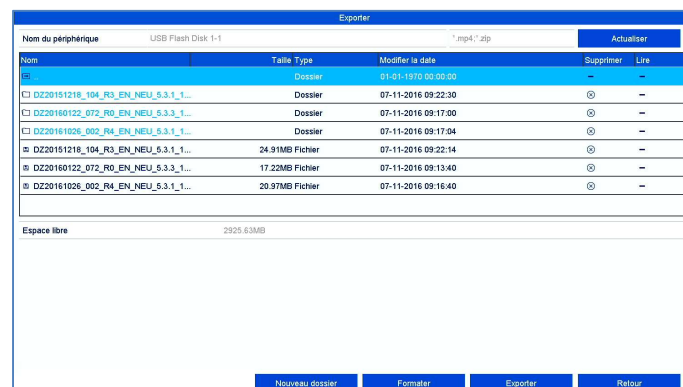 Exporter
Nom du périphérique USB Flash Disk 1-1 *.mp4;*.zip Actualiser
Nom Taille Type Modifier la date Supprimer Lire
.. Dossier 01-01-1970 00:00:00 – –
DZ20151218_104_R3_EN_NEU_5.3.1_1... Dossier 07-11-2016 09:22:30 –
DZ20160122_072_R0_EN_NEU_5.3.3_1... Dossier 07-11-2016 09:17:00 –
DZ20161026_002_R4_EN_NEU_5.3.1_1... Dossier 07-11-2016 09:17:04 –
DZ20151218_104_R3_EN_NEU_5.3.1_1... 24.91MB Fichier 07-11-2016 09:22:14 –
DZ20160122_072_R0_EN_NEU_5.3.3_1... 17.22MB Fichier 07-11-2016 09:13:40 –
DZ20161026_002_R4_EN_NEU_5.3.1_1... 20.97MB Fichier 07-11-2016 09:16:40 –
Espace libre 2925.63MB
Nouveau dossier Formater Exporter Retour